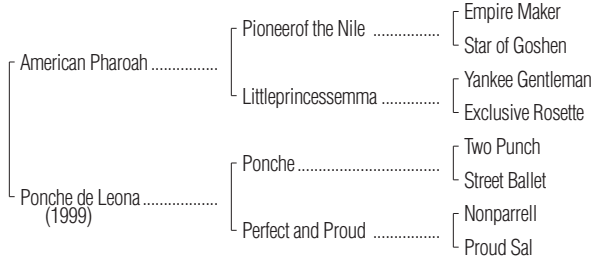 Empire Maker
Pioneerof the Nile ................
Star of Goshen
American Pharoah ................
Yankee Gentleman
Littleprincessemma ..............
Exclusive Rosette
Two Punch
Ponche..................................
Street Ballet
Ponche de Leona..................
(1999)
Nonparrell
Perfect and Proud ................
Proud Sal